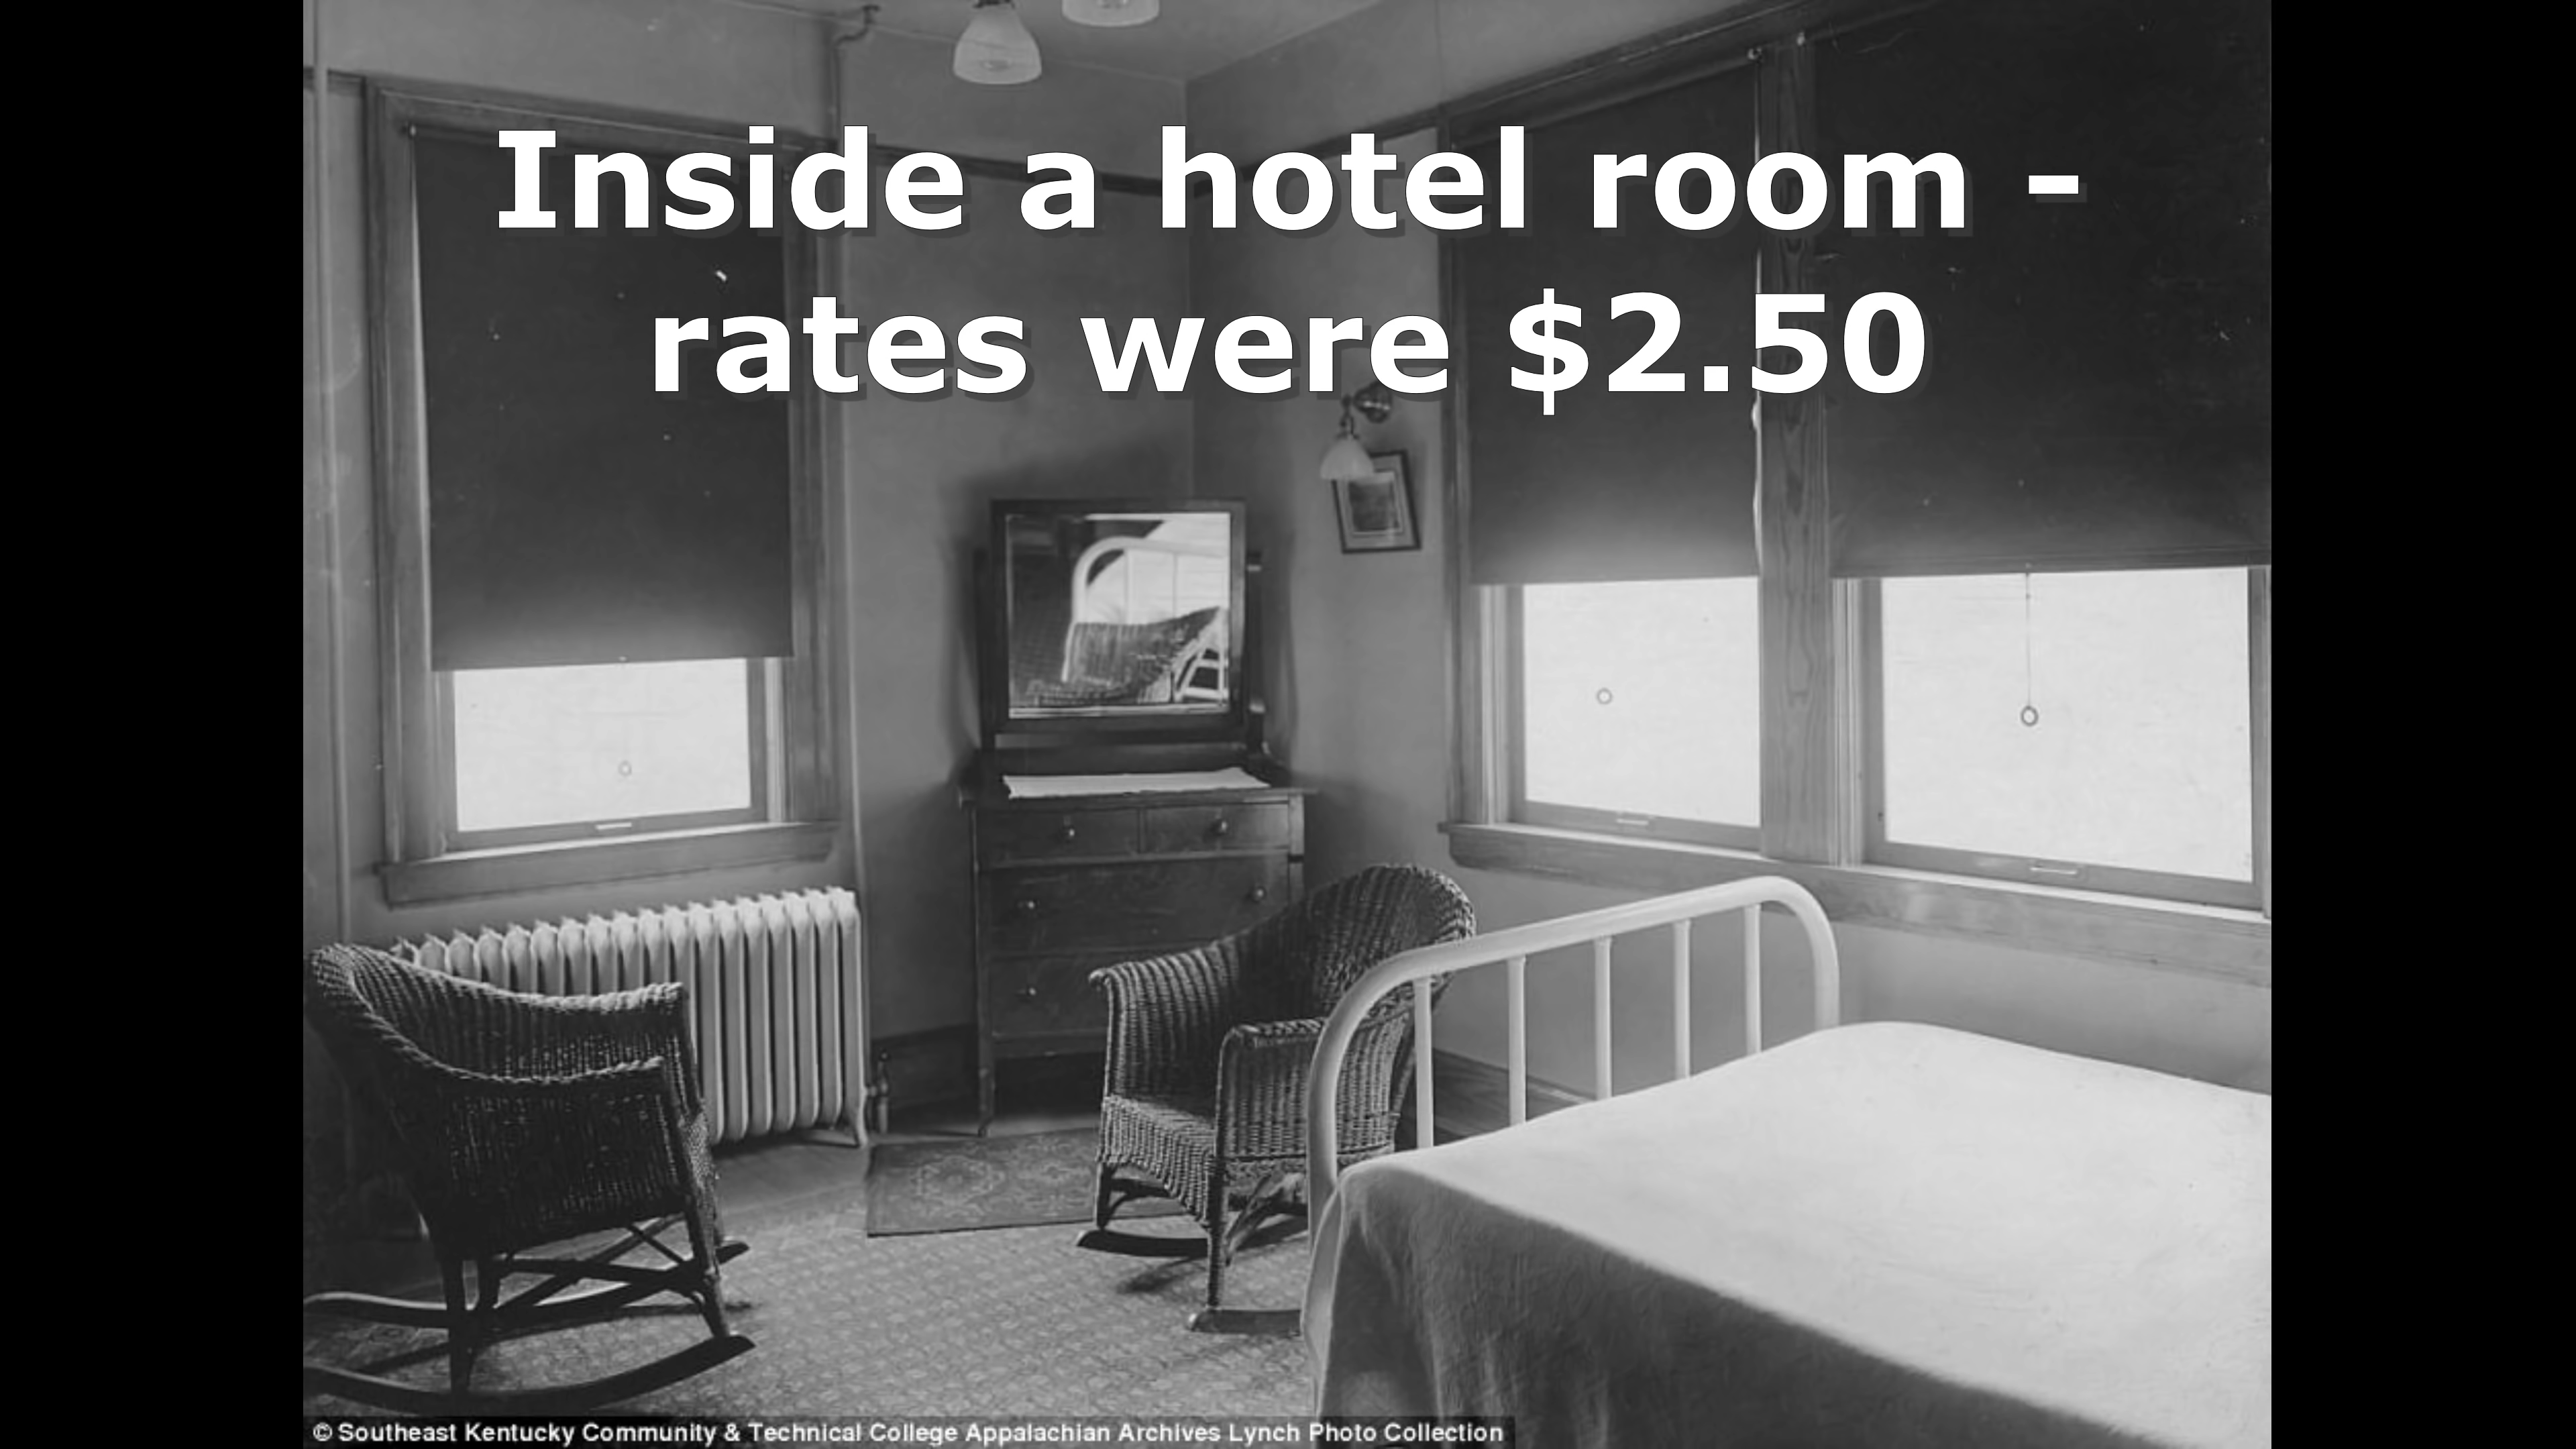 Inside a hotel room -
rates were $2.50
© Southeast Kentucky Community & Technical College Appalachian Archives Lynch Photo Collection